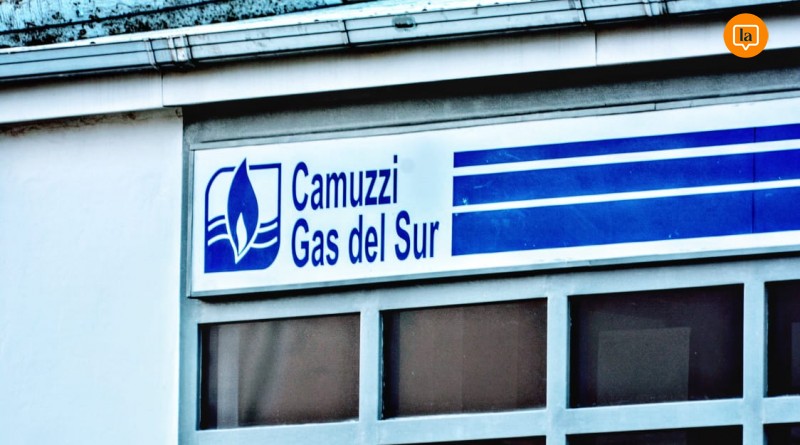 la
Camuzzi
Gas del Sur